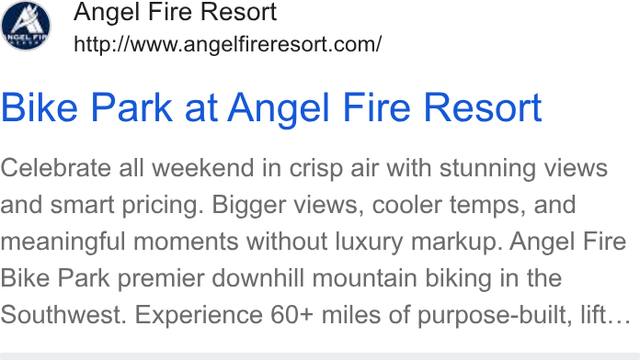 Angel Fire Resort
http://www.angelfireresort.com/
Bike Park at Angel Fire Resort
Celebrate all weekend in crisp air with stunning views
and smart pricing. Bigger views, cooler temps, and
meaningful moments without luxury markup. Angel Fire
Bike Park premier downhill mountain biking in the
Southwest. Experience 60+ miles of purpose-built, lift…